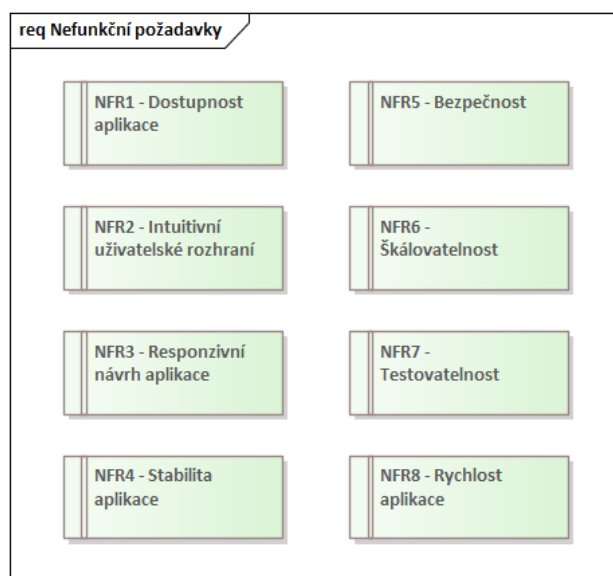 req Nefunkční požadavky
NFR1 - Dostupnost
aplikace
NFR5 - Bezpečnost
NFR2 - Intuitivní
uživatelské rozhraní
NFR6 -
Škálovatelnost
NFR3 - Responzivní
návrh aplikace
NFR7 -
Testovatelnost
NFR4 - Stabilita
aplikace
NFR8 - Rychlost
aplikace